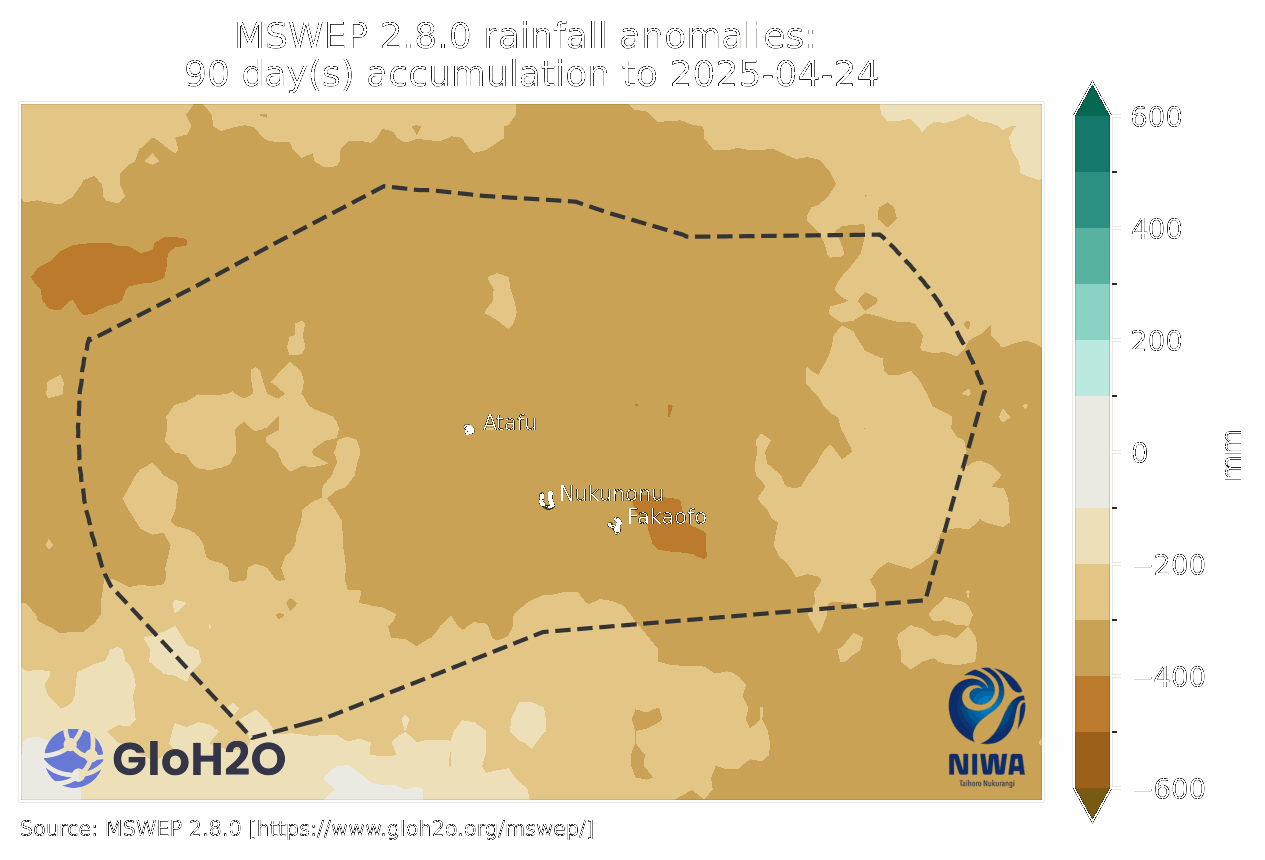 MSWEP 2.8.0 rainfall anomalies:
90 day(s) accumulation to 2025-04-24
600
400
200
0
−200
−400
−600
mm
Atafu
Nukunonu
Fakaofo
GloH2O
NIWA
Taihoro Nukurangi
Source: MSWEP 2.8.0 [https://www.gloh2o.org/mswep/]